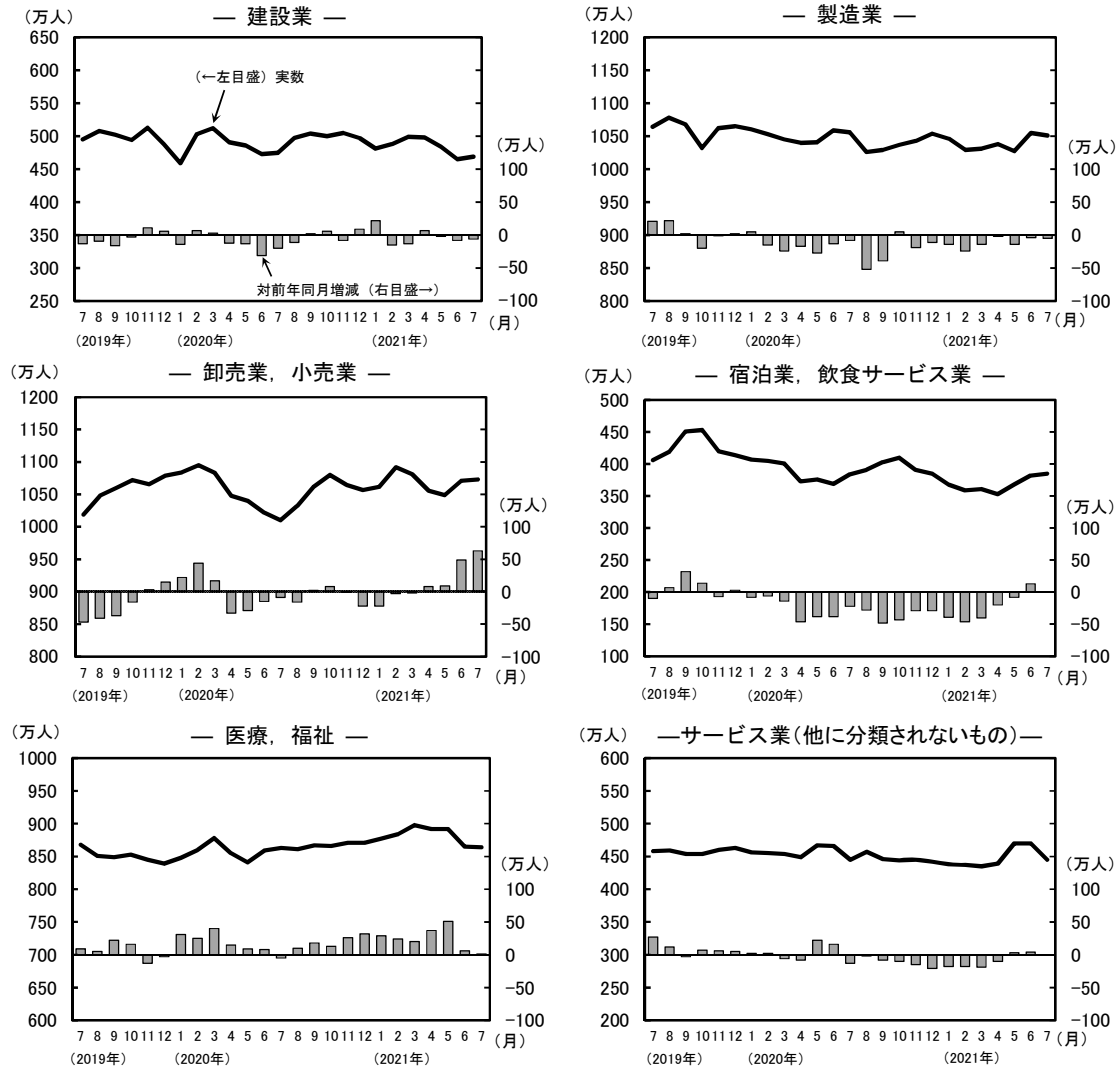 (万人)
― 建設業 ―
650
600
550
500
450
400
350
300
250
(←左目盛) 実数
対前年同月増減 (右目盛→)
(万人)
100
50
0
−50
−100
7 8 9 10 11 12 1 2 3 4 5 6 7 8 9 10 11 12 1 2 3 4 5 6 7 (月)
(2019年) (2020年) (2021年)
(万人)
― 製造業 ―
1200
1150
1100
1050
1000
950
900
850
800
(万人)
100
50
0
−50
−100
7 8 9 10 11 12 1 2 3 4 5 6 7 8 9 10 11 12 1 2 3 4 5 6 7 (月)
(2019年) (2020年) (2021年)
(万人)
― 卸売業, 小売業 ―
1200
1150
1100
1050
1000
950
900
850
800
(万人)
100
50
0
−50
−100
7 8 9 10 11 12 1 2 3 4 5 6 7 8 9 10 11 12 1 2 3 4 5 6 7 (月)
(2019年) (2020年) (2021年)
(万人)
― 宿泊業, 飲食サービス業 ―
500
450
400
350
300
250
200
150
100
(万人)
100
50
0
−50
−100
7 8 9 10 11 12 1 2 3 4 5 6 7 8 9 10 11 12 1 2 3 4 5 6 7 (月)
(2019年) (2020年) (2021年)
(万人)
― 医療, 福祉 ―
1000
950
900
850
800
750
700
650
600
(万人)
100
50
0
−50
−100
7 8 9 10 11 12 1 2 3 4 5 6 7 8 9 10 11 12 1 2 3 4 5 6 7 (月)
(2019年) (2020年) (2021年)
(万人)
―サービス業(他に分類されないもの)―
600
550
500
450
400
350
300
250
200
(万人)
100
50
0
−50
−100
7 8 9 10 11 12 1 2 3 4 5 6 7 8 9 10 11 12 1 2 3 4 5 6 7 (月)
(2019年) (2020年) (2021年)